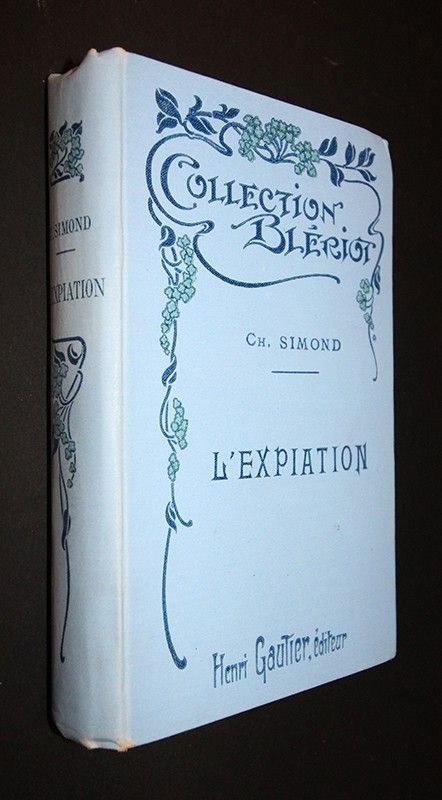 Collection
Blériot
CH. SIMOND
L'EXPIATION
Henri Gautier, éditeur
SIMOND
EXPIATION